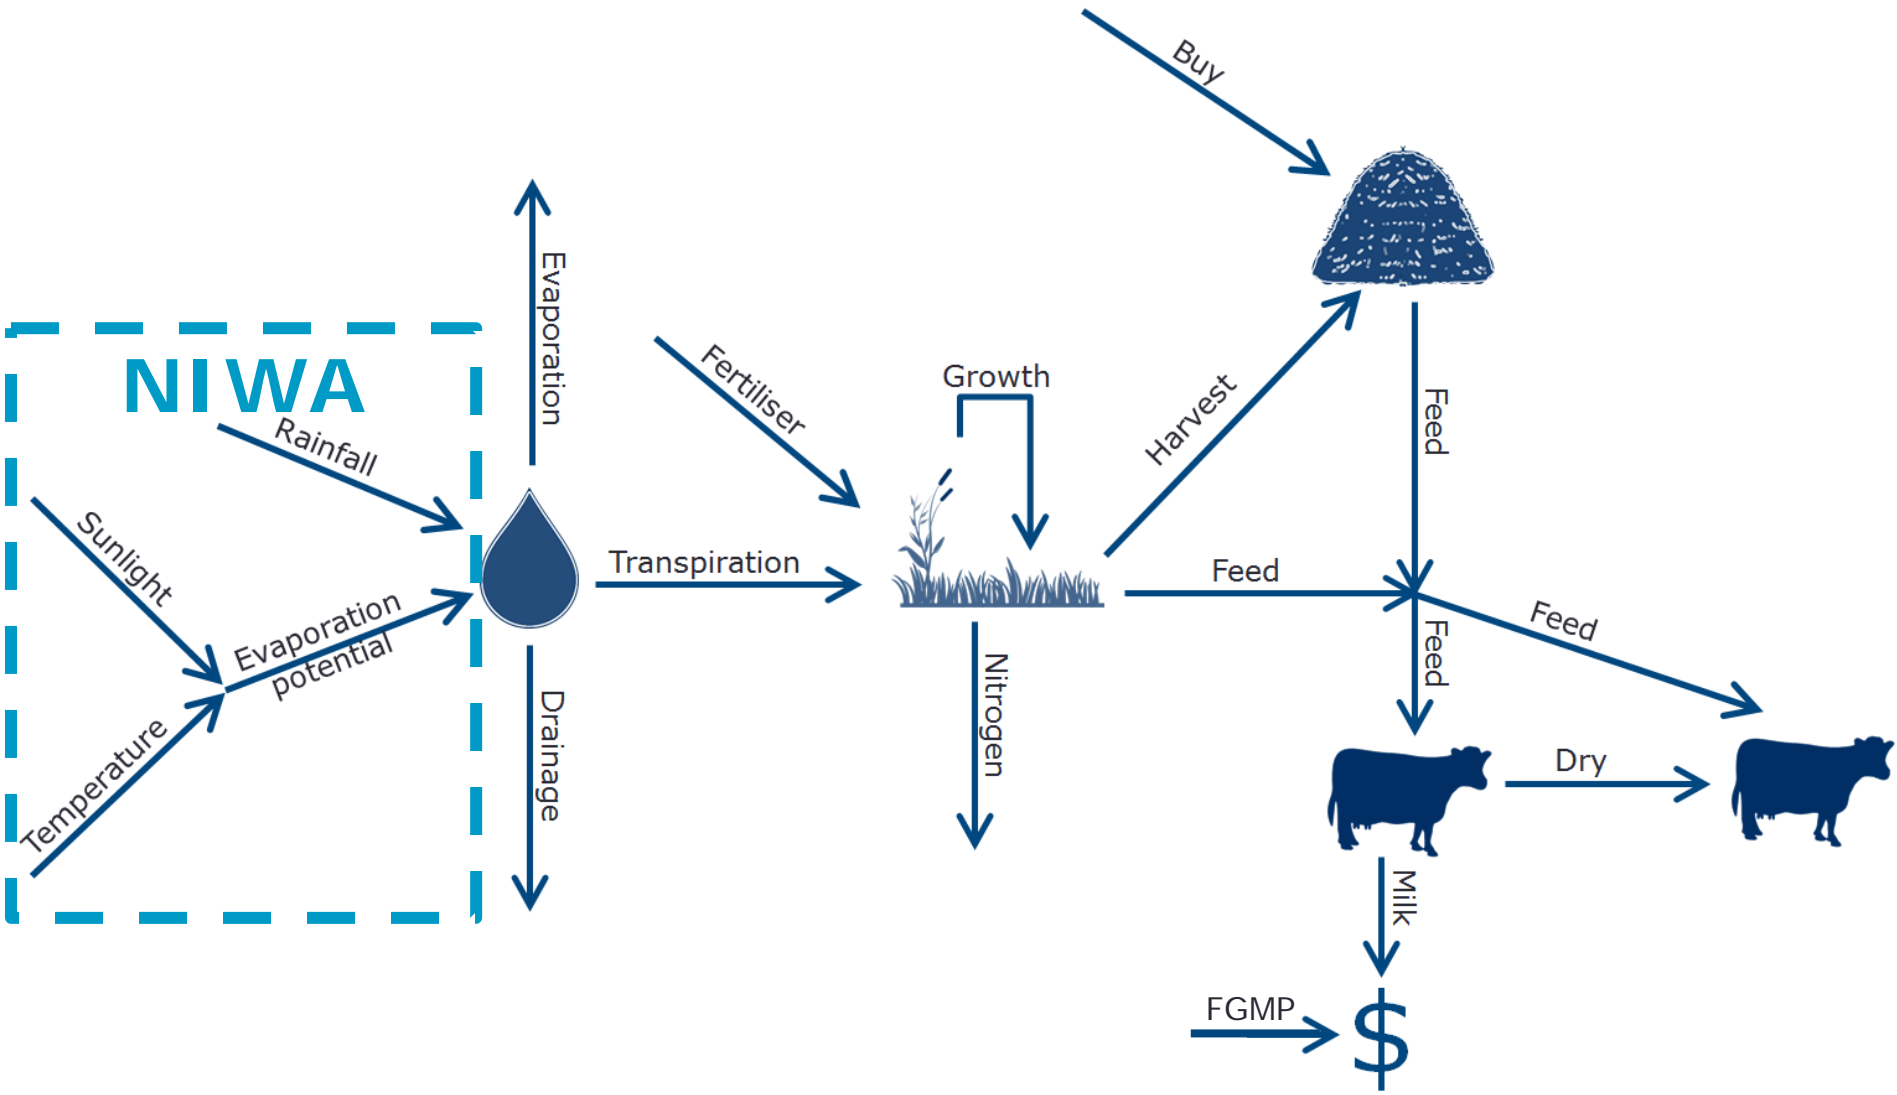 Buy
Evaporation
NIWA
Rainfall
Fertiliser
Growth
Harvest
Feed
Sunlight
Transpiration
Feed
Evaporation
potential
Feed
Feed
Temperature
Drainage
Nitrogen
Dry
Milk
FGMP
$